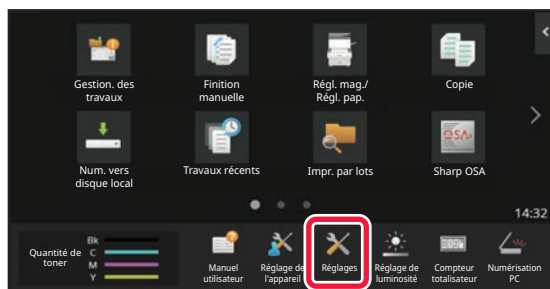 Gestion. des
travaux
Finition
manuelle
Régl. mag./
Régl. pap.
Copie
Num. vers
disque local
Travaux récents
Impr. par lots
Sharp OSA
OSA
14:32
Quantité de
toner
Bk
C
M
Y
Manuel
utilisateur
Réglage de
l'appareil
Réglages
Réglage de
luminosité
Compteur
totalisateur
Numérisation
PC